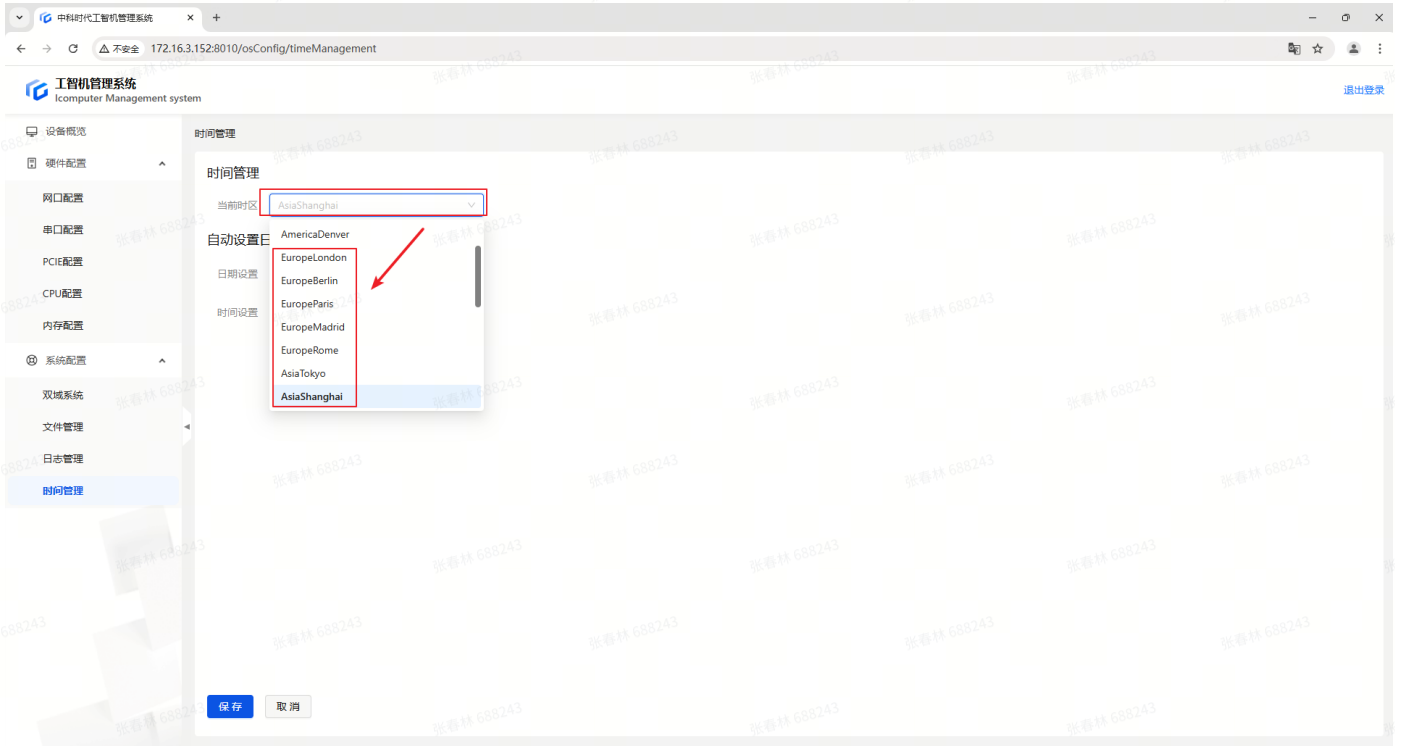 中科时代工智机管理系统
不安全 172.16.3.152:8010/osConfig/timeManagement
工智机管理系统
Icomputer Management system
退出登录
设备概览
硬件配置
网口配置
串口配置
PCIE配置
CPU配置
内存配置
系统配置
双域系统
文件管理
日志管理
时间管理
时间管理
时间管理
当前时区
AsiaShanghai
自动设置日
日期设置
时间设置
AmericaDenver
EuropeLondon
EuropeBerlin
EuropeParis
EuropeMadrid
EuropeRome
AsiaTokyo
AsiaShanghai
保存
取消
张春林 688243